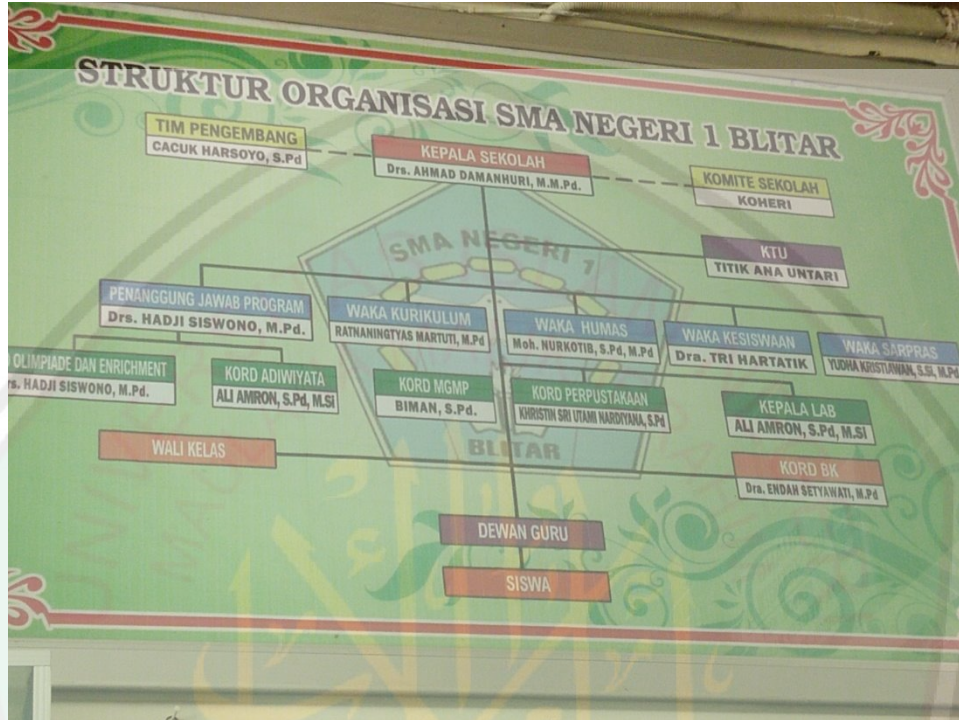 STRUKTUR ORGANISASI SMA NEGERI 1 BLITAR
TIM PENGEMBANG
CACUK HARSOYO, S.Pd
KEPALA SEKOLAH
Drs. AHMAD DAMANHURI, M.M.Pd.
KOMITE SEKOLAH
KOHERI
SMA NEGERI 1
KTU
TITIK ANA UNTARI
PENANGGUNG JAWAB PROGRAM
Drs. HADJI SISWONO, M.Pd.
WAKA KURIKULUM
RATNANINGTYAS MARTUTI, M.Pd
WAKA HUMAS
Moh. NURKOTIB, S.Pd, M.Pd
WAKA KESISWAAN
Dra. TRI HARTATIK
WAKA SARPRAS
YUDHA KRISTIAWAN, S.Si, M.Pd
OLIMPIADE DAN ENRICHMENT
rs. HADJI SISWONO, M.Pd.
KORD ADIWIYATA
ALI AMRON, S.Pd, M.Si
KORD MGMP
BIMAN, S.Pd.
KORD PERPUSTAKAAN
KHRISTIN SRI UTAMI NARDIYANA, S.Pd
KEPALA LAB
ALI AMRON, S.Pd, M.Si
BLITAR
WALI KELAS
KORD BK
Dra. ENDAH SETYAWATI, M.Pd
DEWAN GURU
SISWA